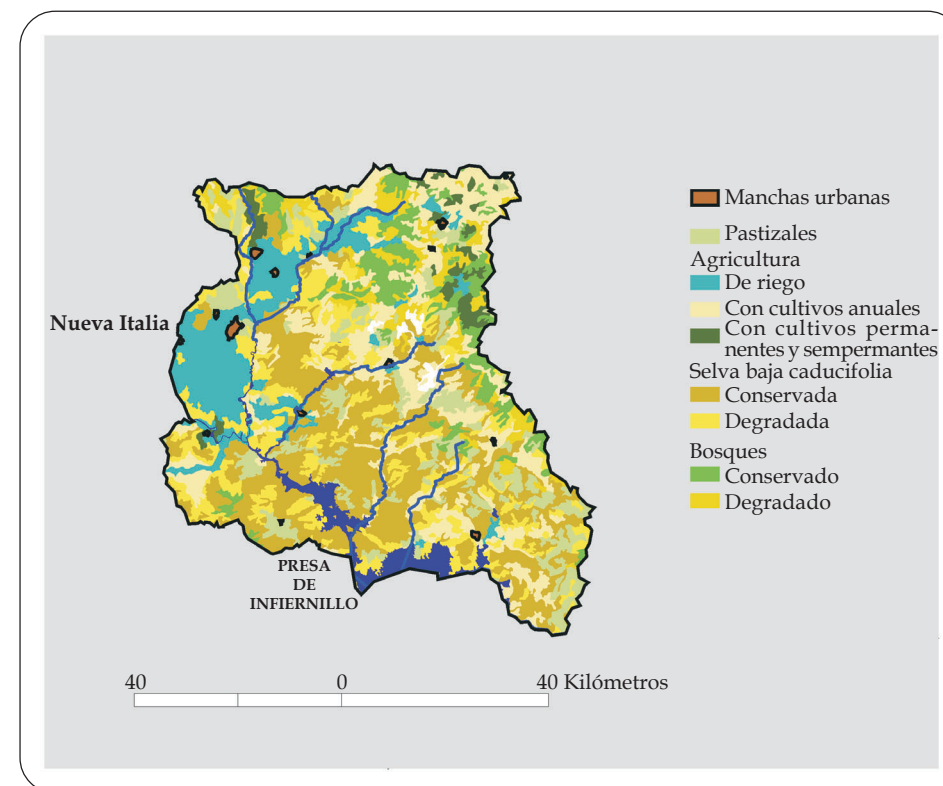 Manchas urbanas
Pastizales
Agricultura
De riego
Con cultivos anuales
Con cultivos perma-
nentes y sempermantes
Selva baja caducifolia
Conservada
Degradada
Bosques
Conservado
Degradado
Nueva Italia
PRESA
DE
INFIERNILLO
40 0 40 Kilómetros